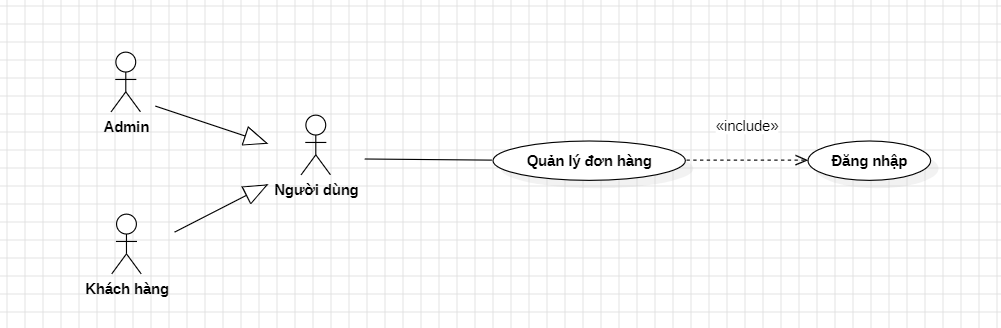 Admin
Người dùng
Khách hàng
Quản lý đơn hàng
«include»
Đăng nhập